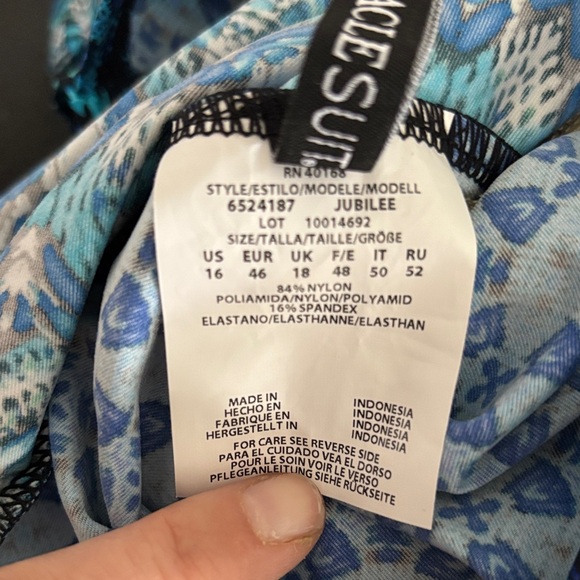 ACLESUIT
RN 40168
STYLE/ESTILO/MODELE/MODELL
6524187 JUBILEE
LOT 10014692
SIZE/TALLA/TAILLE/GRÖßE
US EUR UK F/E IT RU
16 46 18 48 50 52
84% NYLON
POLIAMIDA/NYLON/POLYAMID
16% SPANDEX
ELASTANO/ELASTHANNE/ELASTHAN
MADE IN INDONESIA
HECHO EN INDONESIA
FABRIQUE EN INDONESIA
HERGESTELLT IN INDONESIA
FOR CARE SEE REVERSE SIDE
PARA EL CUIDADO VEA EL DORSO
POUR LE SOIN VOIR LE VERSO
PFLEGEANLEITUNG SIEHE RÜCKSEITE